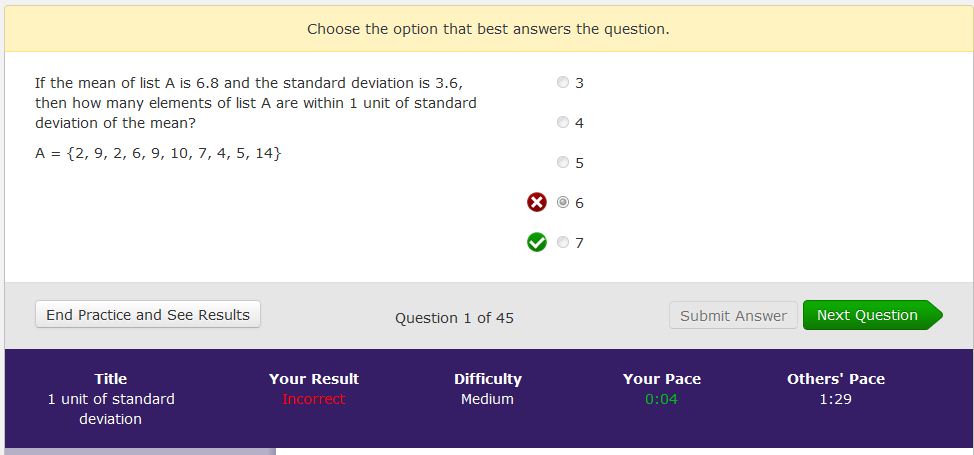 Choose the option that best answers the question.
If the mean of list A is 6.8 and the standard deviation is 3.6,
then how many elements of list A are within 1 unit of standard
deviation of the mean?
A = {2, 9, 2, 6, 9, 10, 7, 4, 5, 14}
3
4
5
6
7
End Practice and See Results
Question 1 of 45
Submit Answer
Next Question
Title
1 unit of standard
deviation
Your Result
Incorrect
Difficulty
Medium
Your Pace
0:04
Others' Pace
1:29